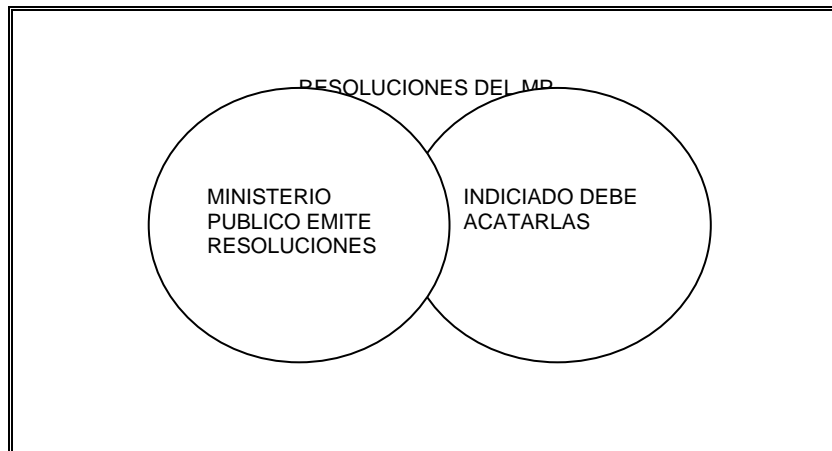 RESOLUCIONES DEL MP
MINISTERIO
PUBLICO EMITE
RESOLUCIONES
INDICIADO DEBE
ACATARLAS